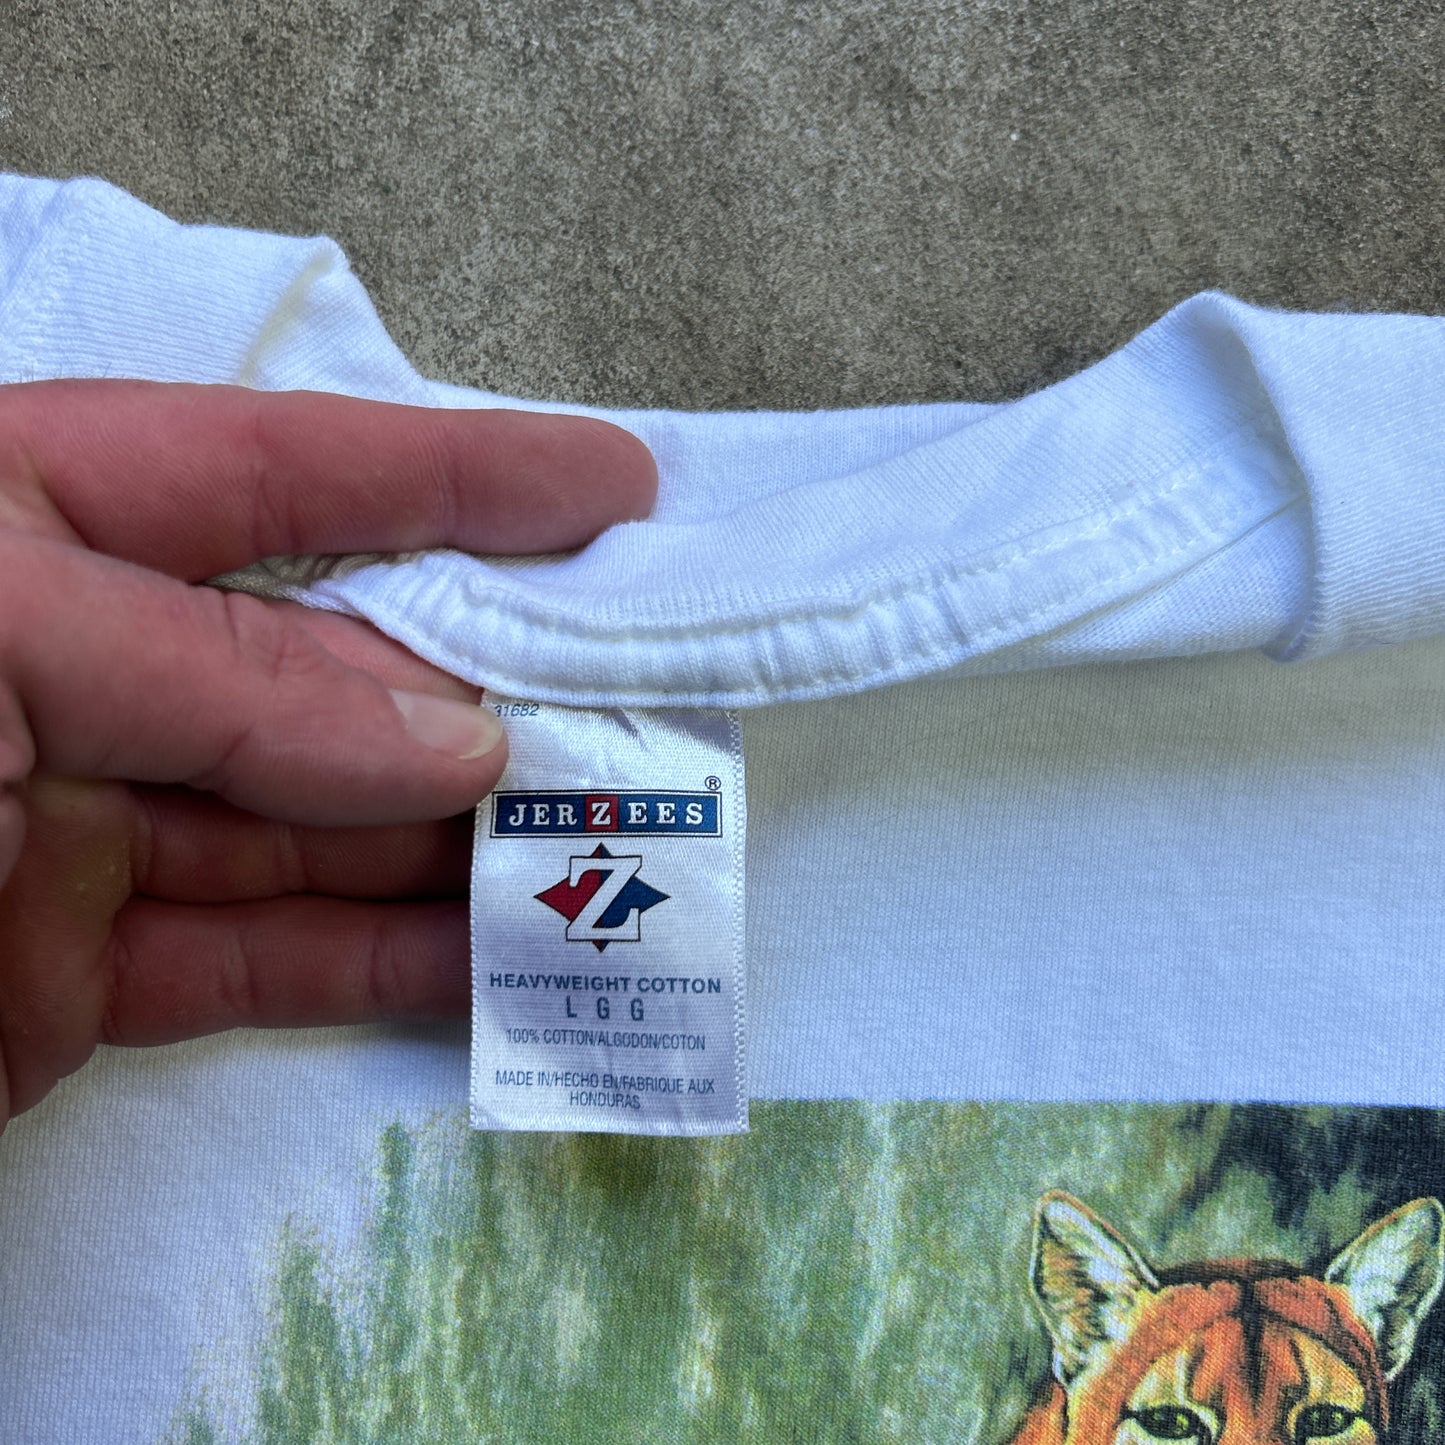 31682
®
JERZEES
Z
HEAVYWEIGHT COTTON
L G G
100% COTTON/ALGODON/COTON
MADE IN/HECHO EN/FABRIQUE AUX
HONDURAS